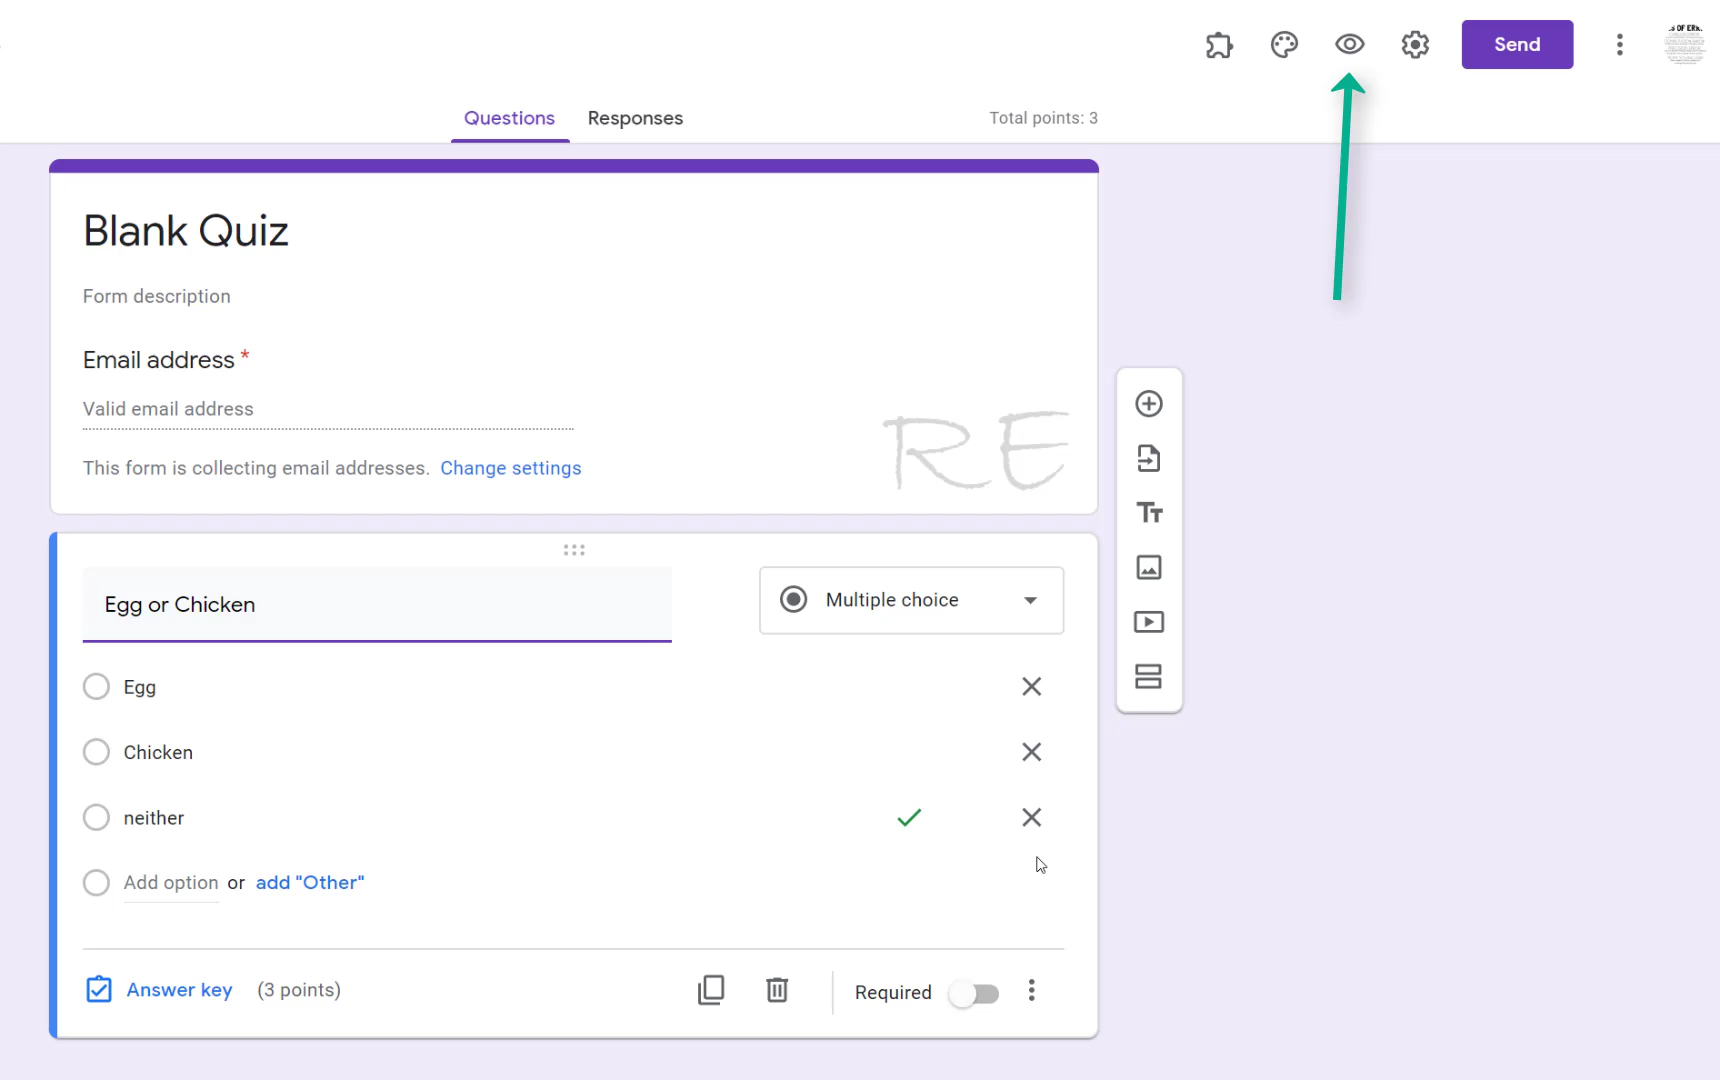 Send
S OF ERA.
Questions
Responses
Total points: 3
Blank Quiz
Form description
Email address *
Valid email address
This form is collecting email addresses. Change settings
RE
Egg or Chicken
Multiple choice
Egg
Chicken
neither
Add option or add "Other"
Answer key (3 points)
Required